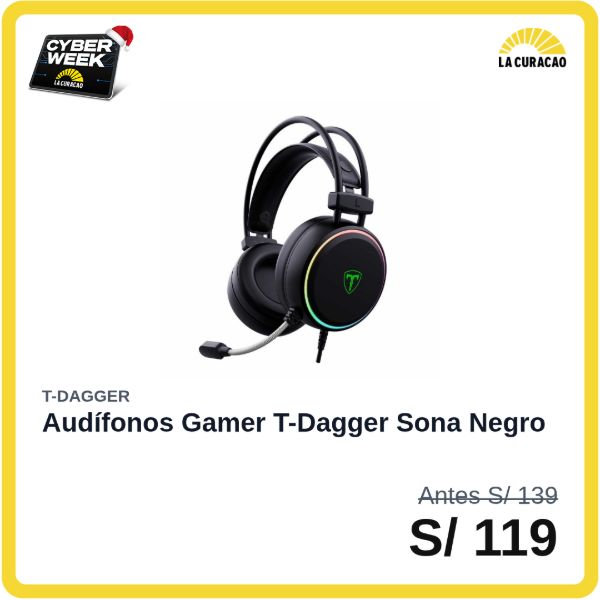 CYBER
WEEK
LA CURACAO
LA CURACAO
L
T
T-DAGGER
Audífonos Gamer T-Dagger Sona Negro
Antes S/ 139
S/ 119